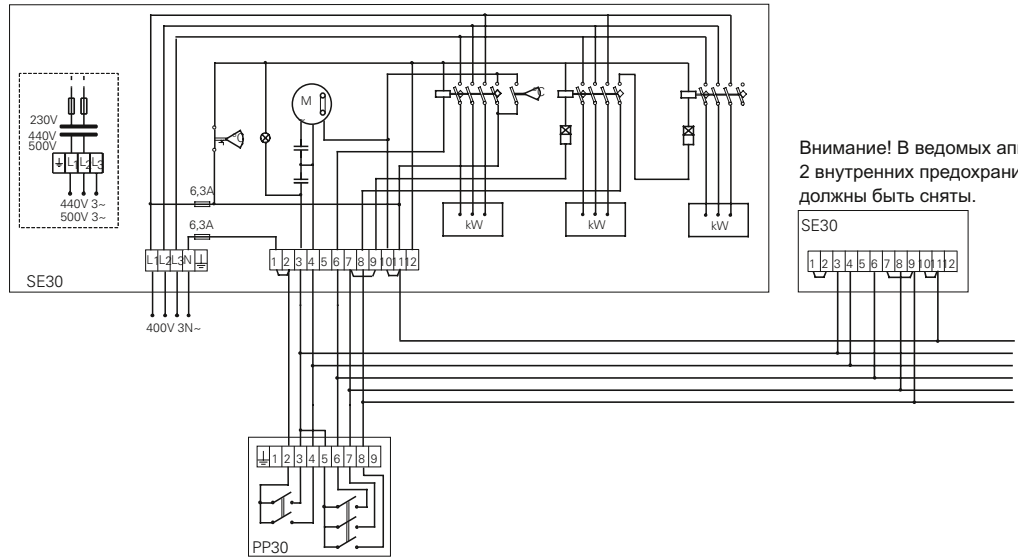 230V
440V
500V
L1 L2 L3
440V 3~
500V 3~
M
6,3A
6,3A
kW
kW
kW
L1 L2 L3 N
1 2 3 4 5 6 7 8 9 10 11 12
SE30
400V 3N~
Внимание! В ведомых
2 внутренних
должны быть сняты.
SE30
1 2 3 4 5 6 7 8 9 10 11 12
1 2 3 4 5 6 7 8 9
PP30